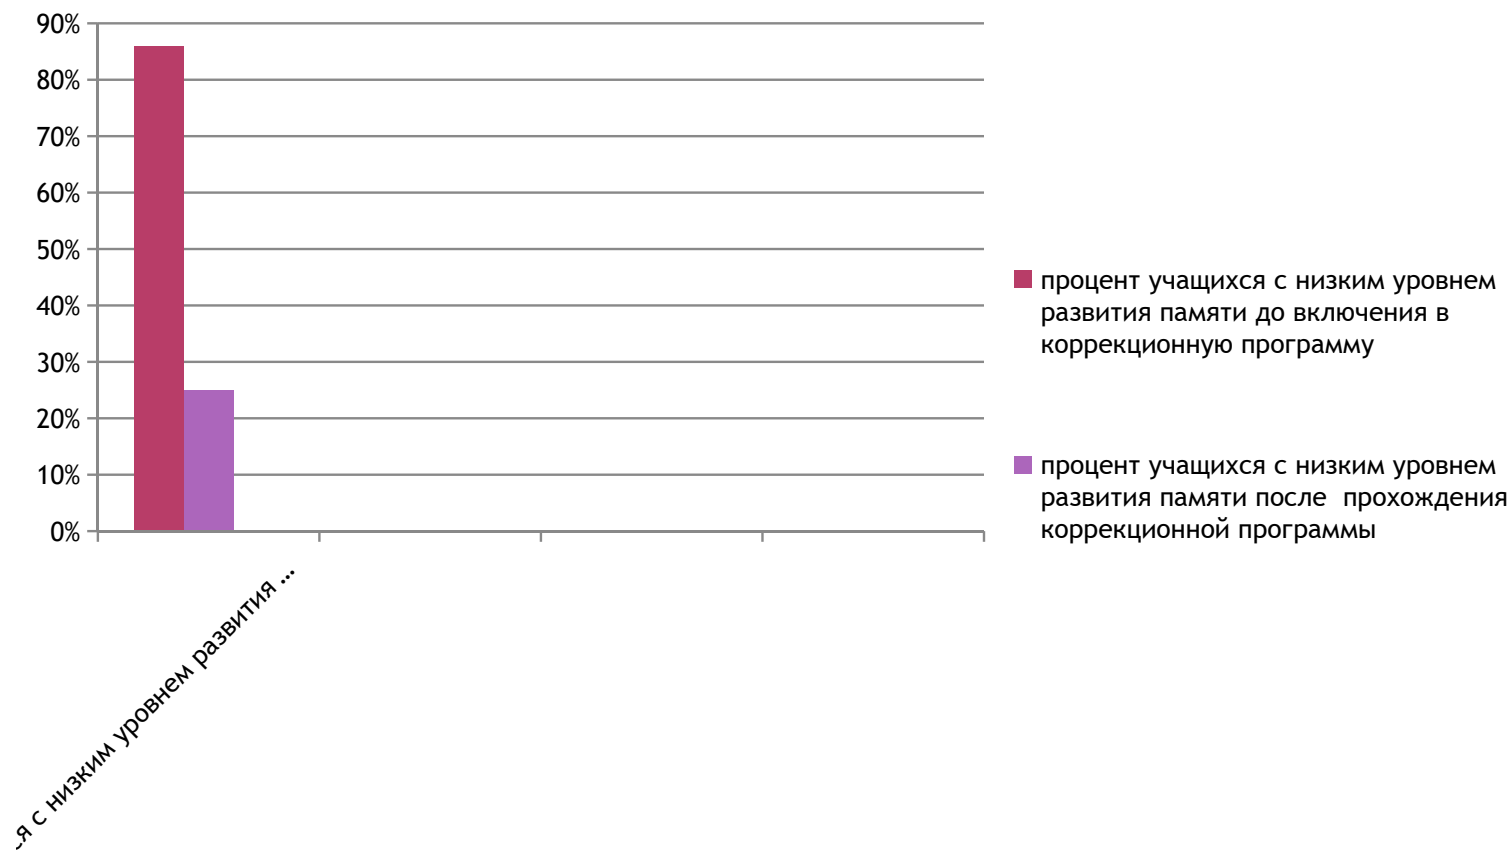 90%
80%
70%
60%
50%
40%
30%
20%
10%
0%
процент учащихся с низким уровнем
развития памяти до включения в
коррекционную программу
процент учащихся с низким уровнем
развития памяти после  прохождения
коррекционной программы
с низким уровнем развития ...